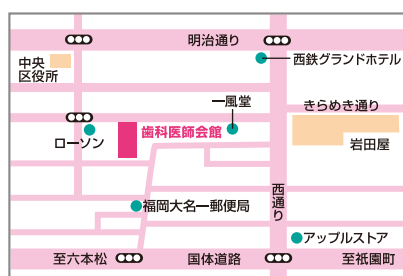 明治通り
中央
区役所
西鉄グランドホテル
一風堂
きらめき通り
歯科医師会館
ローソン
岩田屋
西通り
福岡大名一郵便局
アップルストア
至六本松
国体道路
至祇園町